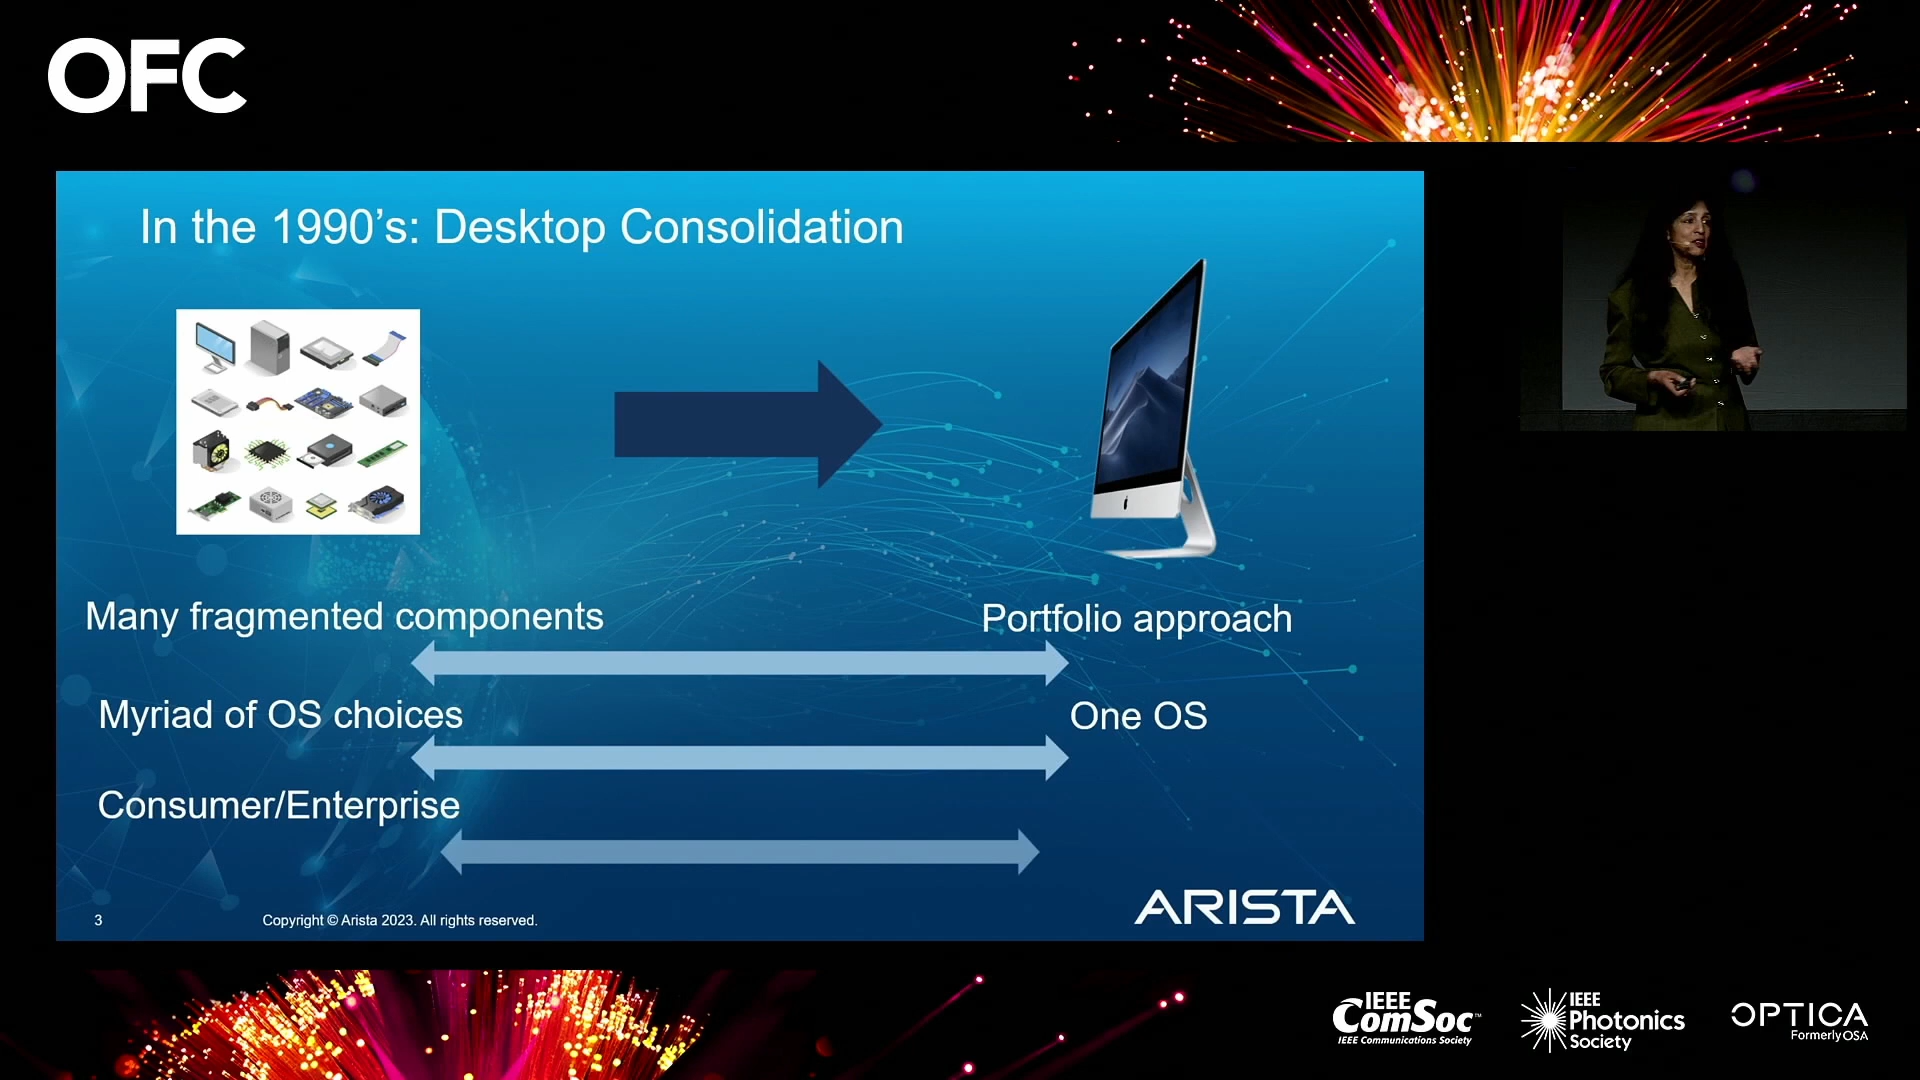 OFC
In the 1990's: Desktop Consolidation
Many fragmented components
Portfolio approach
Myriad of OS choices
One OS
Consumer/Enterprise
3
Copyright © Arista 2023. All rights reserved.
ARISTA
IEEE
ComSoc™
IEEE Communications Society
IEEE
Photonics
Society
OPTICA
Formerly OSA